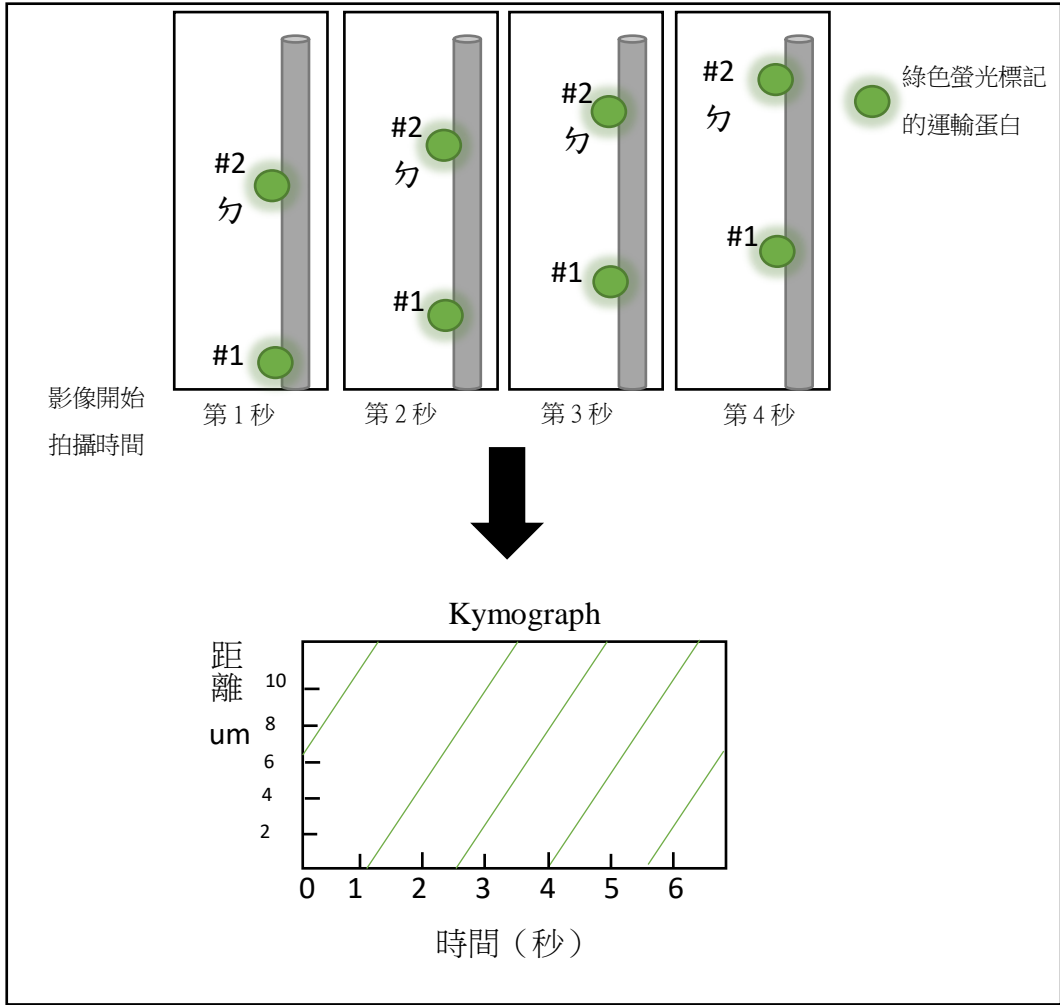 #2
ㄉ
#1
第 1 秒
#2
ㄉ
#1
第 2 秒
#2
ㄉ
#1
第 3 秒
#2
ㄉ
#1
第 4 秒
綠色螢光標記
的運輸蛋白
影像開始
拍攝時間
Kymograph
距離
um
10
8
6
4
2
0 1 2 3 4 5 6
時間（秒）